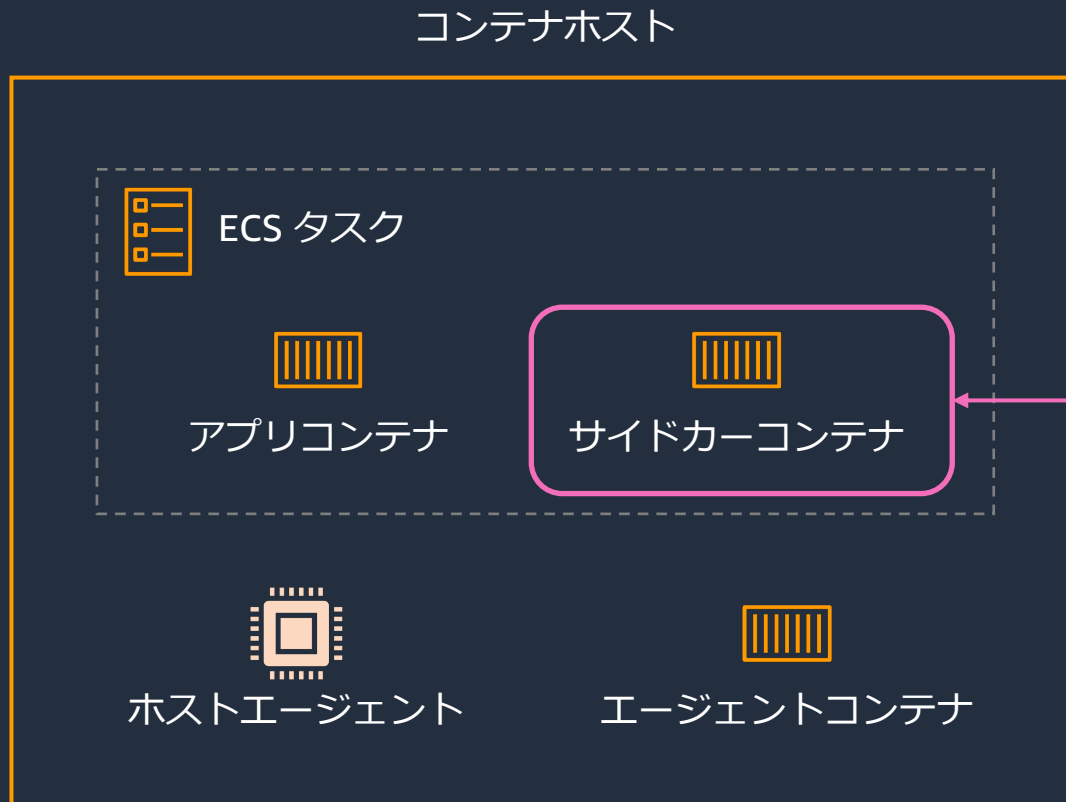 コンテナホスト
ECS タスク
アプリコンテナ
サイドカーコンテナ
ホストエージェント
エージェントコンテナ